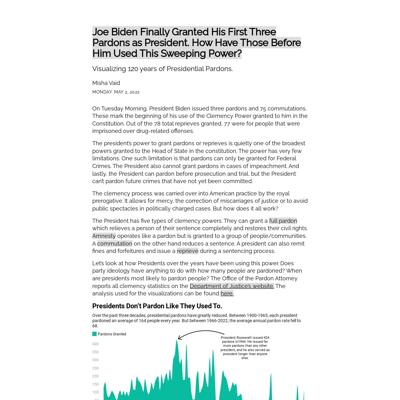 Joe Biden Finally Granted His First Three
Pardons as President. How Have Those Before
Him Used This Sweeping Power?
Visualizing 120 years of Presidential Pardons.
Misha Vaid
MONDAY MAY 2, 2022
On Tuesday Morning, President Biden issued three pardons and 75 commutations.
These mark the beginning of his use of the Clemency Power granted to him in the
Constitution. Out of the 78 total reprieves granted, 77 were for people that were
imprisoned over drug-related offenses.
The president's power to grant pardons or reprieves is quietly one of the broadest
powers granted to the Head of State in the constitution. The power has very few
limitations. One such limitation is that pardons can only be granted for Federal
Crimes. The President also cannot grant pardons in cases of impeachment. And
lastly, the President can pardon before prosecution and trial, but the President
can't pardon future crimes that have not yet been committed.
The clemency process was carried over into American practice by the royal
prerogative. It allows for mercy, the correction of miscarriages of justice or to avoid
public spectacles in politically charged cases. But how does it all work?
The President has five types of clemency powers. They can grant a full pardon
which relieves a person of their sentence completely and restores their civil rights.
Amnesty operates like a pardon but is granted to a group of people/communities.
A commutation on the other hand reduces a sentence. A president can also remit
fines and forfeitures and issue a reprieve during a sentencing process.
Let's look at how Presidents over the years have been using this power. Does
party ideology have anything to do with how many people are pardoned? When
are presidents most likely to pardon people? The Office of the Pardon Attorney
reports all clemency statistics on the Department of Justice's website. The
analysis used for the visualizations can be found here.
Presidents Don't Pardon Like They Used To.
Over the past three decades, presidential pardons have greatly reduced. Between 1900-1965, each president
pardoned an average of 164 people every year. But between 1966-2022, the average annual pardon rate fell to
68.
Pardons Granted
President Roosevelt issued
pardons in
more pardons than any other
president, and he also served as
president longer than anyone
else.